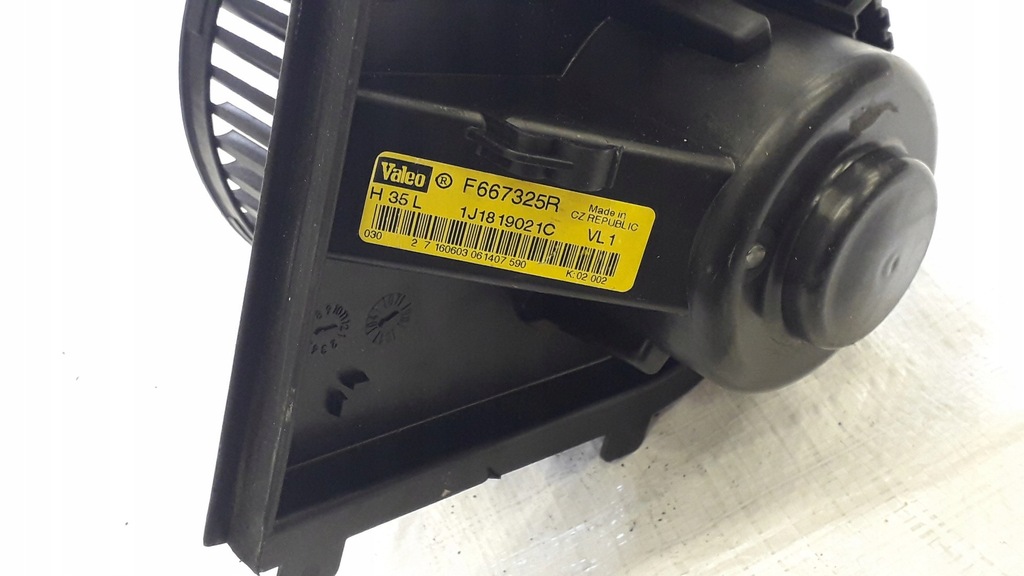 Valeo ® F667325R Made in
CZ REPUBLIC
H 35 L 1J1819021C VL 1
030 2 7 160603 061407 590 K: 02 002